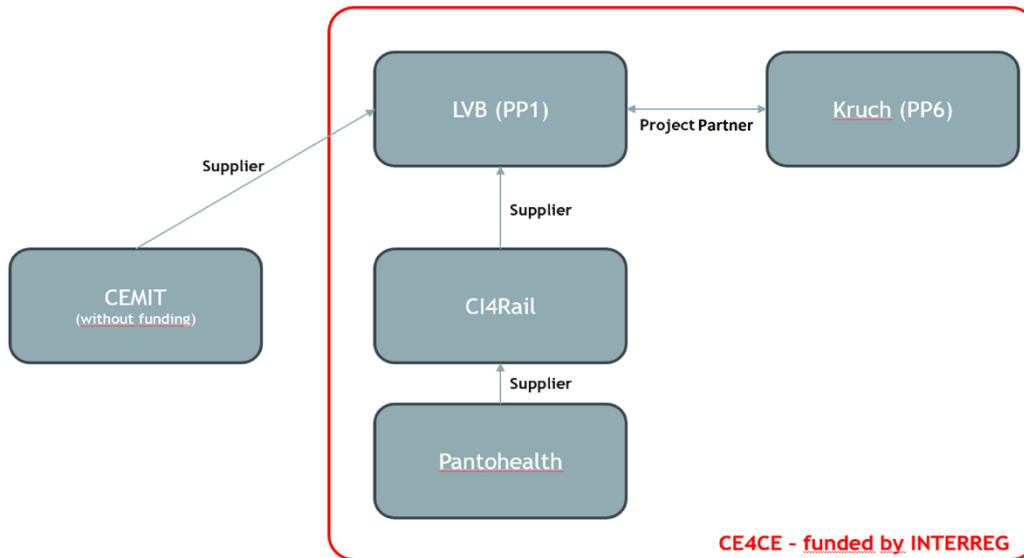 LVB (PP1)
Kruch (PP6)
Project Partner
Supplier
Supplier
CEMIT
(without funding)
CI4Rail
Supplier
Pantohealth
CE4CE - funded by INTERREG